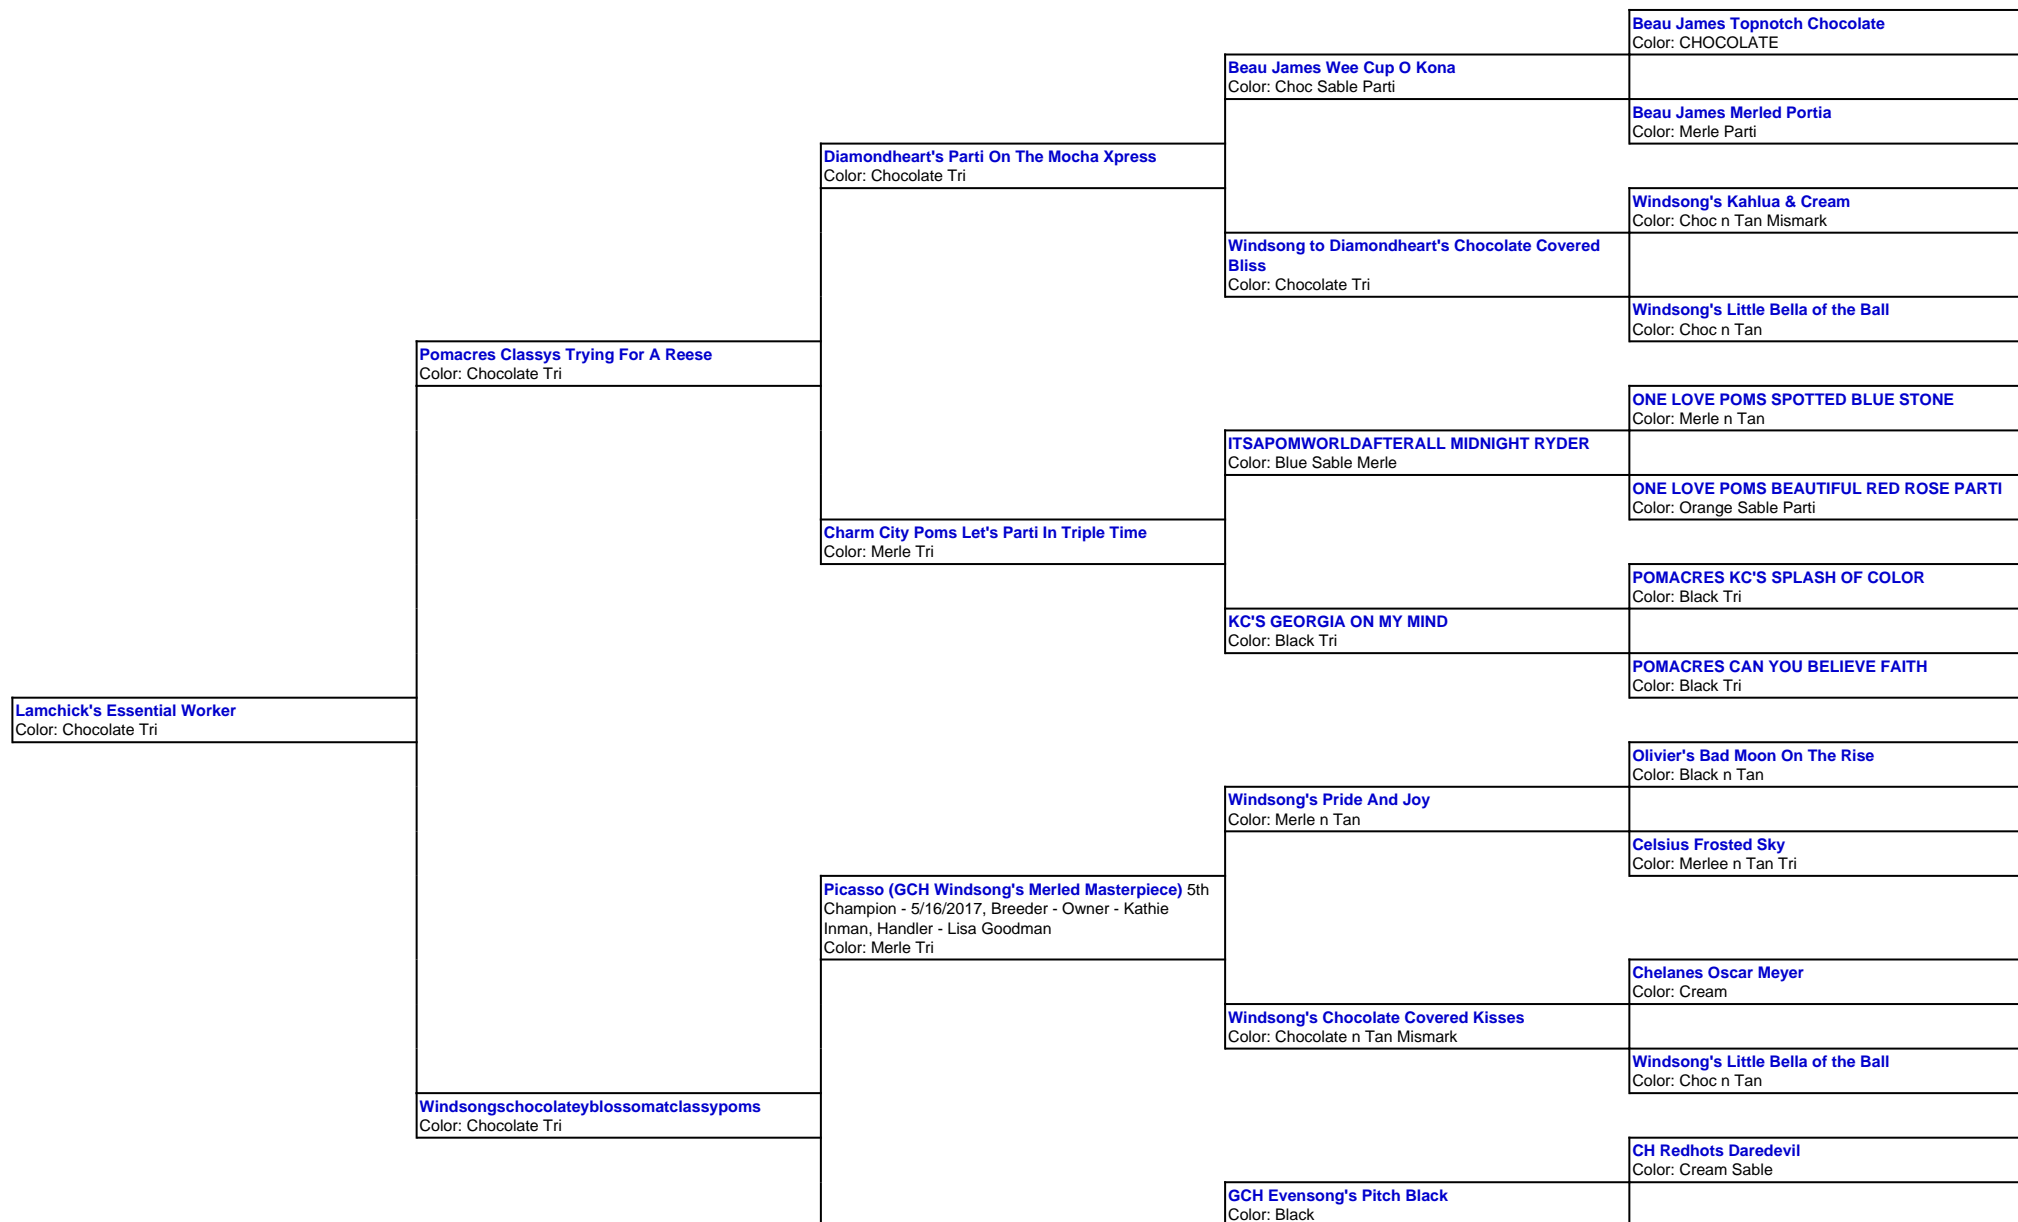 Beau James Topnotch Chocolate
Color: CHOCOLATE
Beau James Wee Cup O Kona
Color: Choc Sable Parti
Beau James Merled Portia
Color: Merle Parti
Diamondheart's Parti On The Mocha Xpress
Color: Chocolate Tri
Windsong's Kahlua & Cream
Color: Choc n Tan Mismark
Windsong to Diamondheart's Chocolate Covered
Bliss
Color: Chocolate Tri
Windsong's Little Bella of the Ball
Color: Choc n Tan
Pomacres Classys Trying For A Reese
Color: Chocolate Tri
ONE LOVE POMS SPOTTED BLUE STONE
Color: Merle n Tan
ITSAPOMWORLDAFTERALL MIDNIGHT RYDER
Color: Blue Sable Merle
ONE LOVE POMS BEAUTIFUL RED ROSE PARTI
Color: Orange Sable Parti
Charm City Poms Let's Parti In Triple Time
Color: Merle Tri
POMACRES KC'S SPLASH OF COLOR
Color: Black Tri
KC'S GEORGIA ON MY MIND
Color: Black Tri
POMACRES CAN YOU BELIEVE FAITH
Color: Black Tri
Lamchick's Essential Worker
Color: Chocolate Tri
Olivier's Bad Moon On The Rise
Color: Black n Tan
Windsong's Pride And Joy
Color: Merle n Tan
Celsius Frosted Sky
Color: Merlee n Tan Tri
Picasso (GCH Windsong's Merled Masterpiece) 5th
Champion - 5/16/2017, Breeder - Owner - Kathie
Inman, Handler - Lisa Goodman
Color: Merle Tri
Chelanes Oscar Meyer
Color: Cream
Windsong's Chocolate Covered Kisses
Color: Chocolate n Tan Mismark
Windsong's Little Bella of the Ball
Color: Choc n Tan
Windsongschocolateyblossomatclassypoms
Color: Chocolate Tri
CH Redhots Daredevil
Color: Cream Sable
GCH Evensong's Pitch Black
Color: Black